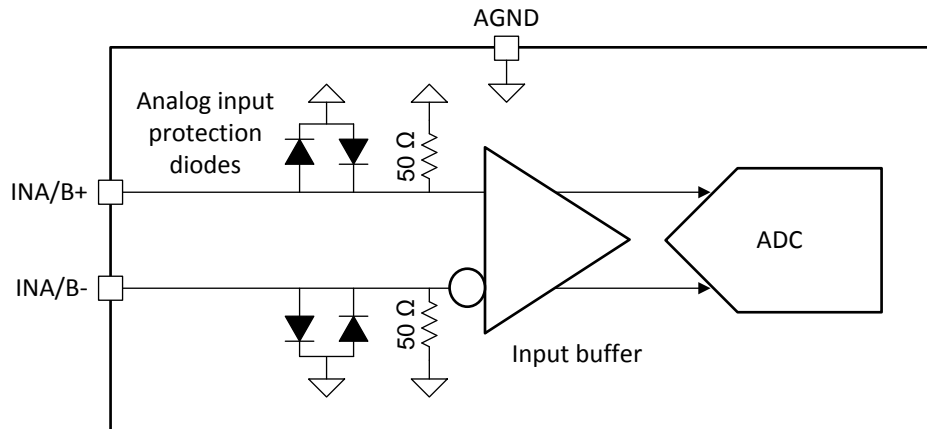 AGND
Analog input
protection
diodes
50 Ω
INA/B+
ADC
INA/B-
50 Ω
Input buffer